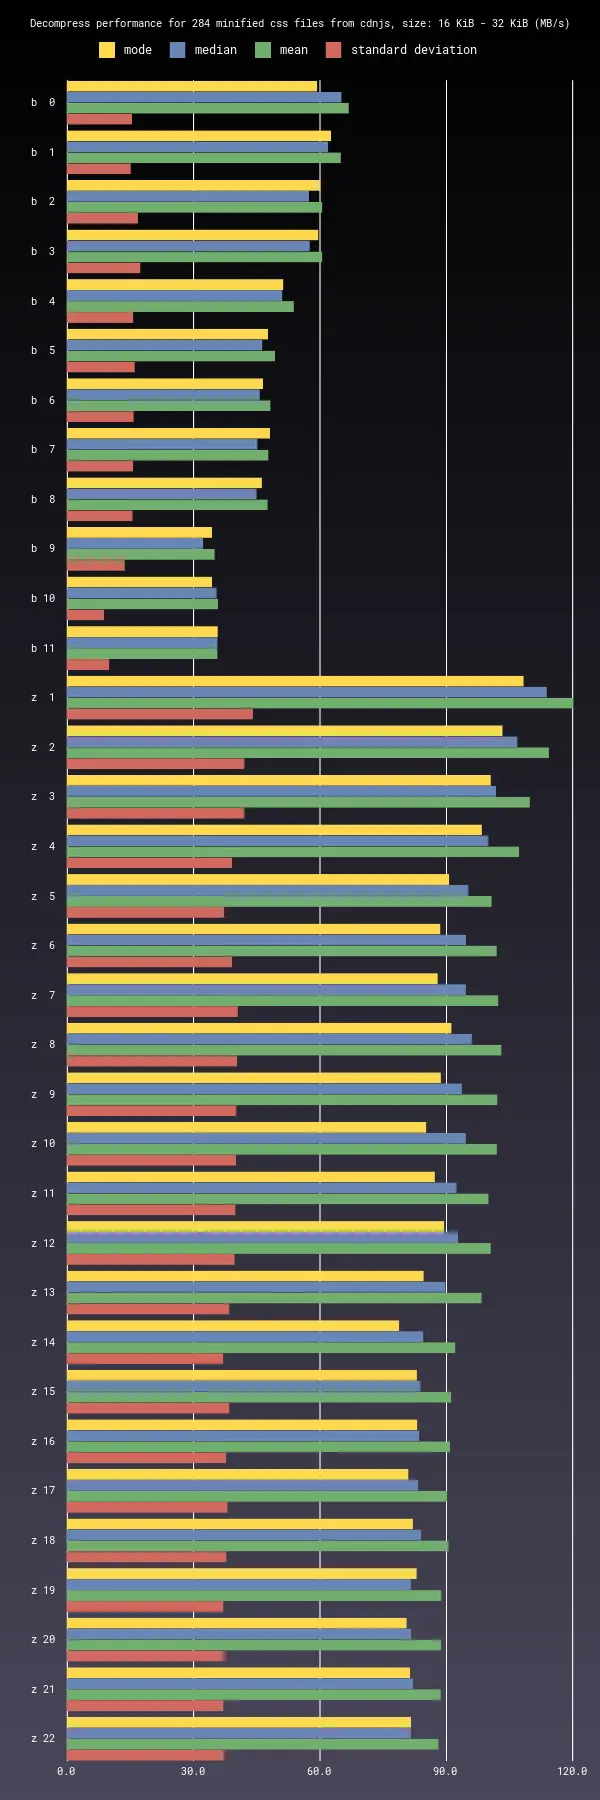 Decompress performance for 284 minified css files from cdnjs, size: 16 KiB - 32 KiB (MB/s)
mode median mean standard deviation
b 0
b 1
b 2
b 3
b 4
b 5
b 6
b 7
b 8
b 9
b 10
b 11
z 1
z 2
z 3
z 4
z 5
z 6
z 7
z 8
z 9
z 10
z 11
z 12
z 13
z 14
z 15
z 16
z 17
z 18
z 19
z 20
z 21
z 22
0.0 30.0 60.0 90.0 120.0